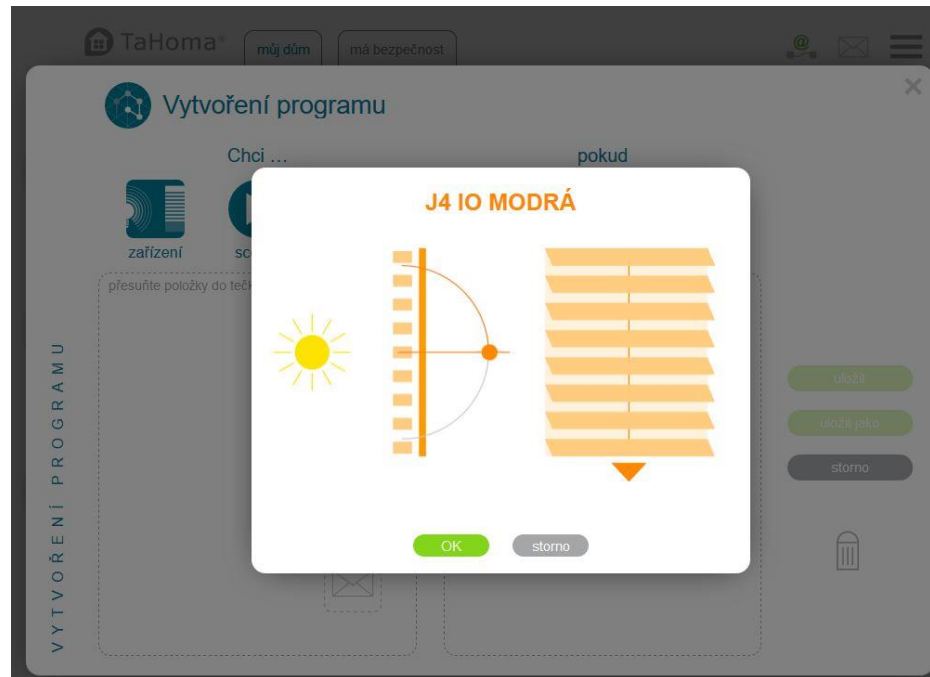 TaHoma®
můj dům
má bezpečnost
@
Vytvoření programu
Chci ...
pokud
zařízení
přesuňte položky do
J4 IO MODRÁ
OK
storno
uložit
uložit jako
storno
VYTVOŘENÍ PROGRAMU